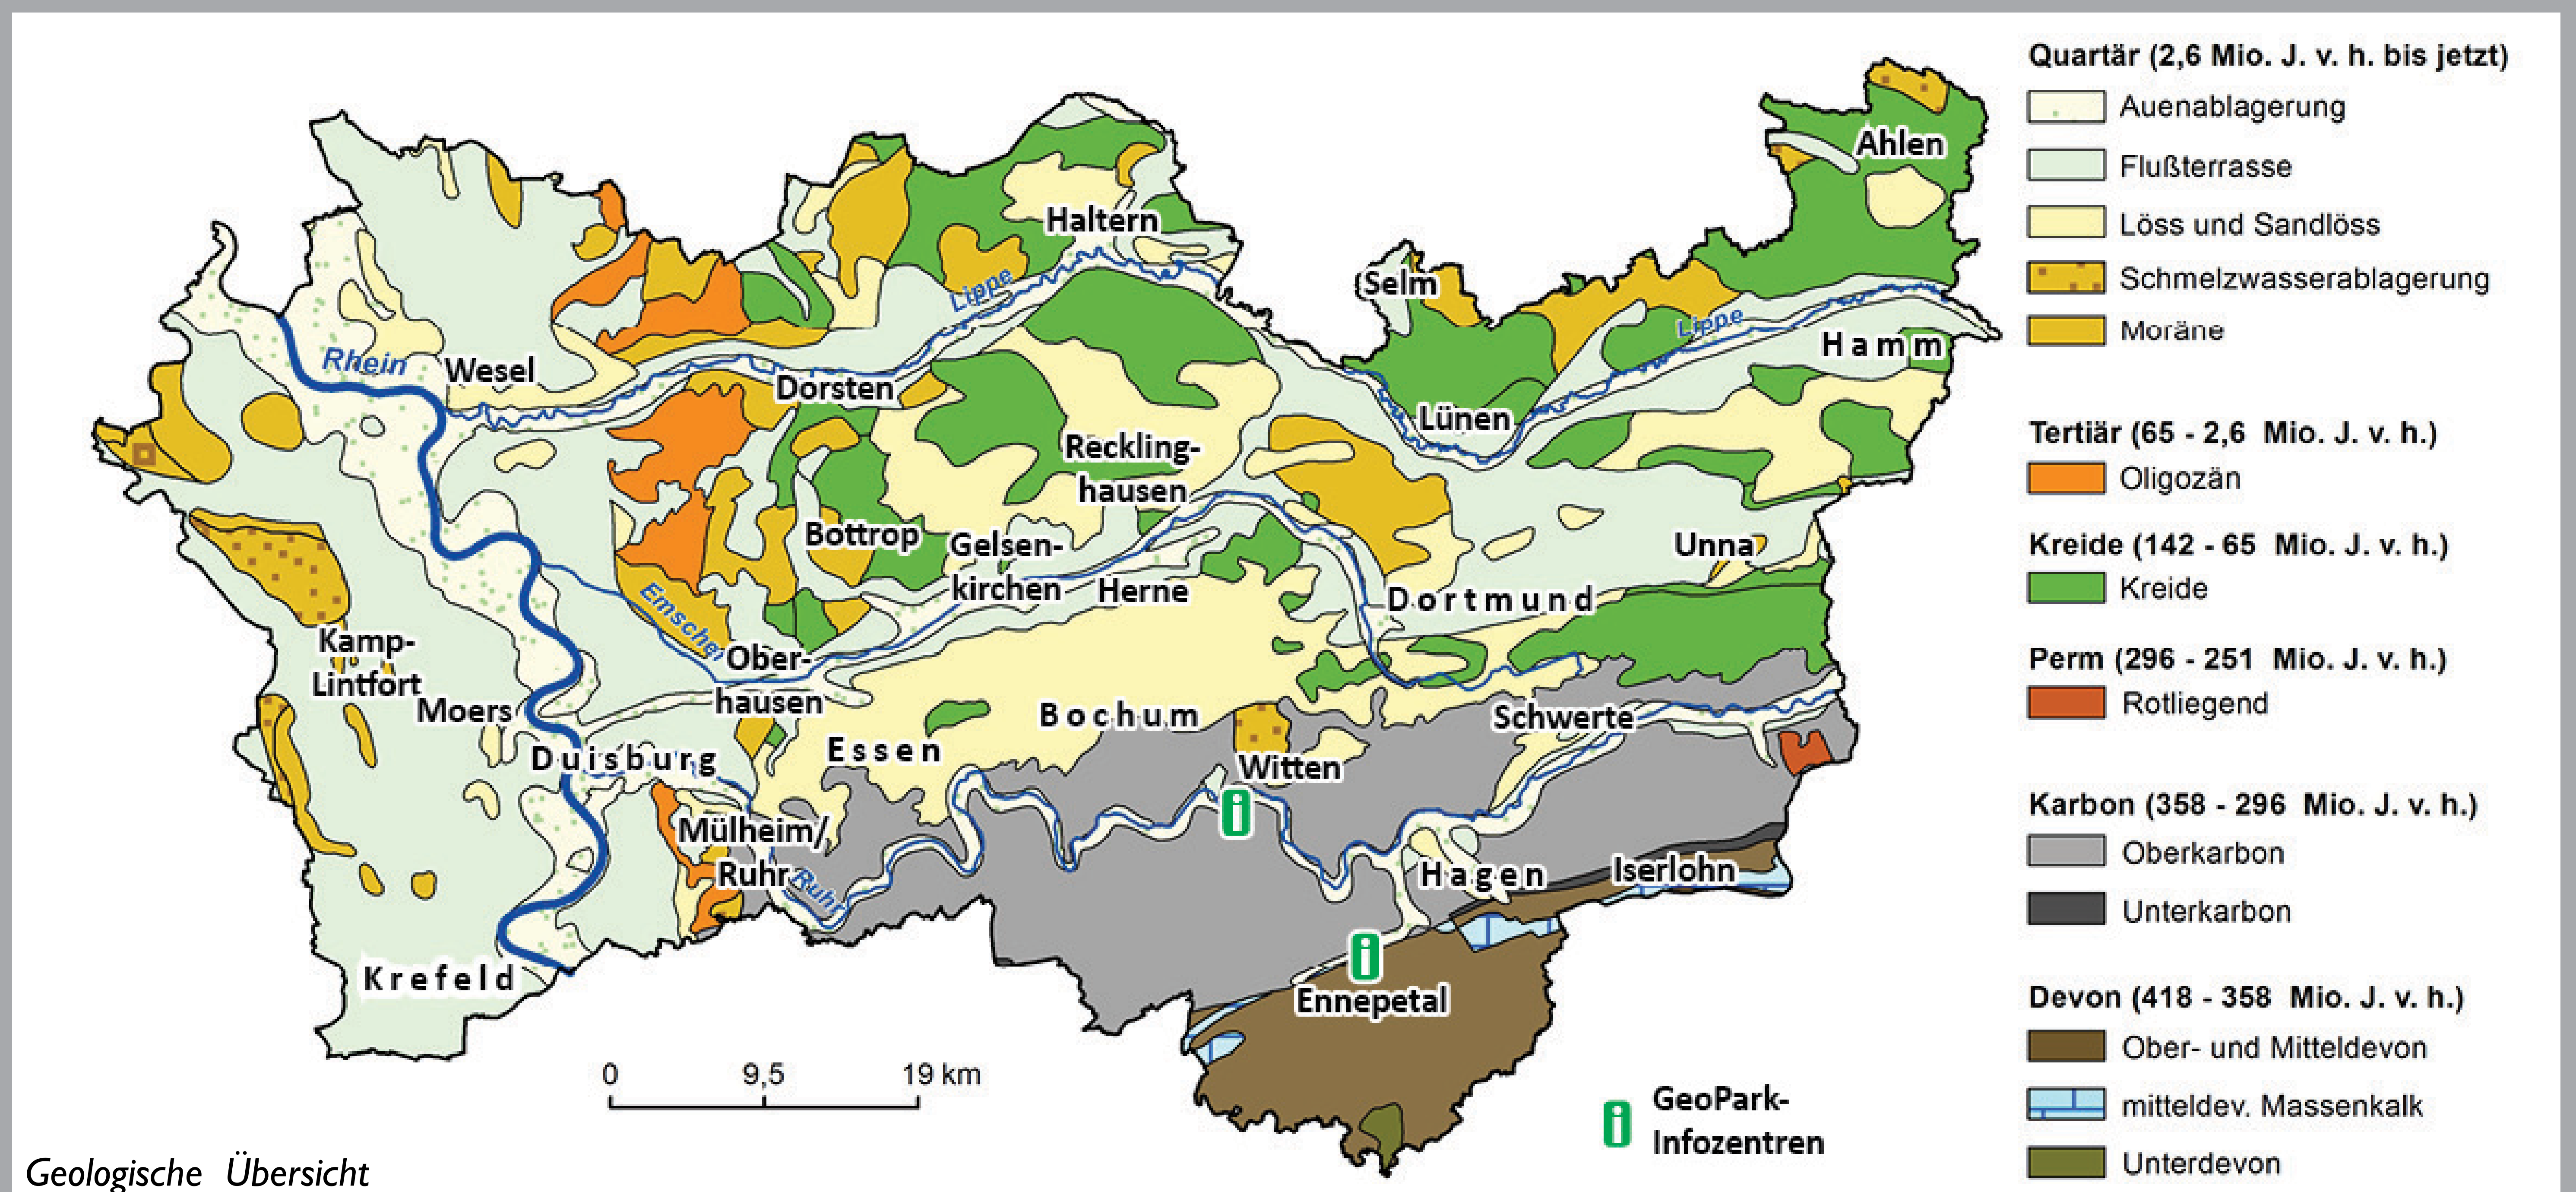 Ahlen
Haltern
Selm
Lippe
Lippe
Hamm
Rhein
Wesel
Dorsten
Lünen
Reckling-
hausen
Bottrop
Gelsen-
kirchen
Herne
Unna
Dortmund
Emscher
Kamp-
Lintfort
Ober-
hausen
Moers
Bochum
Schwerte
Duisburg
Essen
Witten
Mülheim/
Ruhr
Ruhr
Hagen
Iserlohn
Krefeld
Ennepetal
0 9,5 19 km
i GeoPark-
Infozentren
Geologische Übersicht
Quartär (2,6 Mio. J. v. h. bis jetzt)
Auenablagerung
Flußterrasse
Löss und Sandlöss
Schmelzwasserablagerung
Moräne
Tertiär (65 - 2,6 Mio. J. v. h.)
Oligozän
Kreide (142 - 65 Mio. J. v. h.)
Kreide
Perm (296 - 251 Mio. J. v. h.)
Rotliegend
Karbon (358 - 296 Mio. J. v. h.)
Oberkarbon
Unterkarbon
Devon (418 - 358 Mio. J. v. h.)
Ober- und Mitteldevon
mitteldev. Massenkalk
Unterdevon